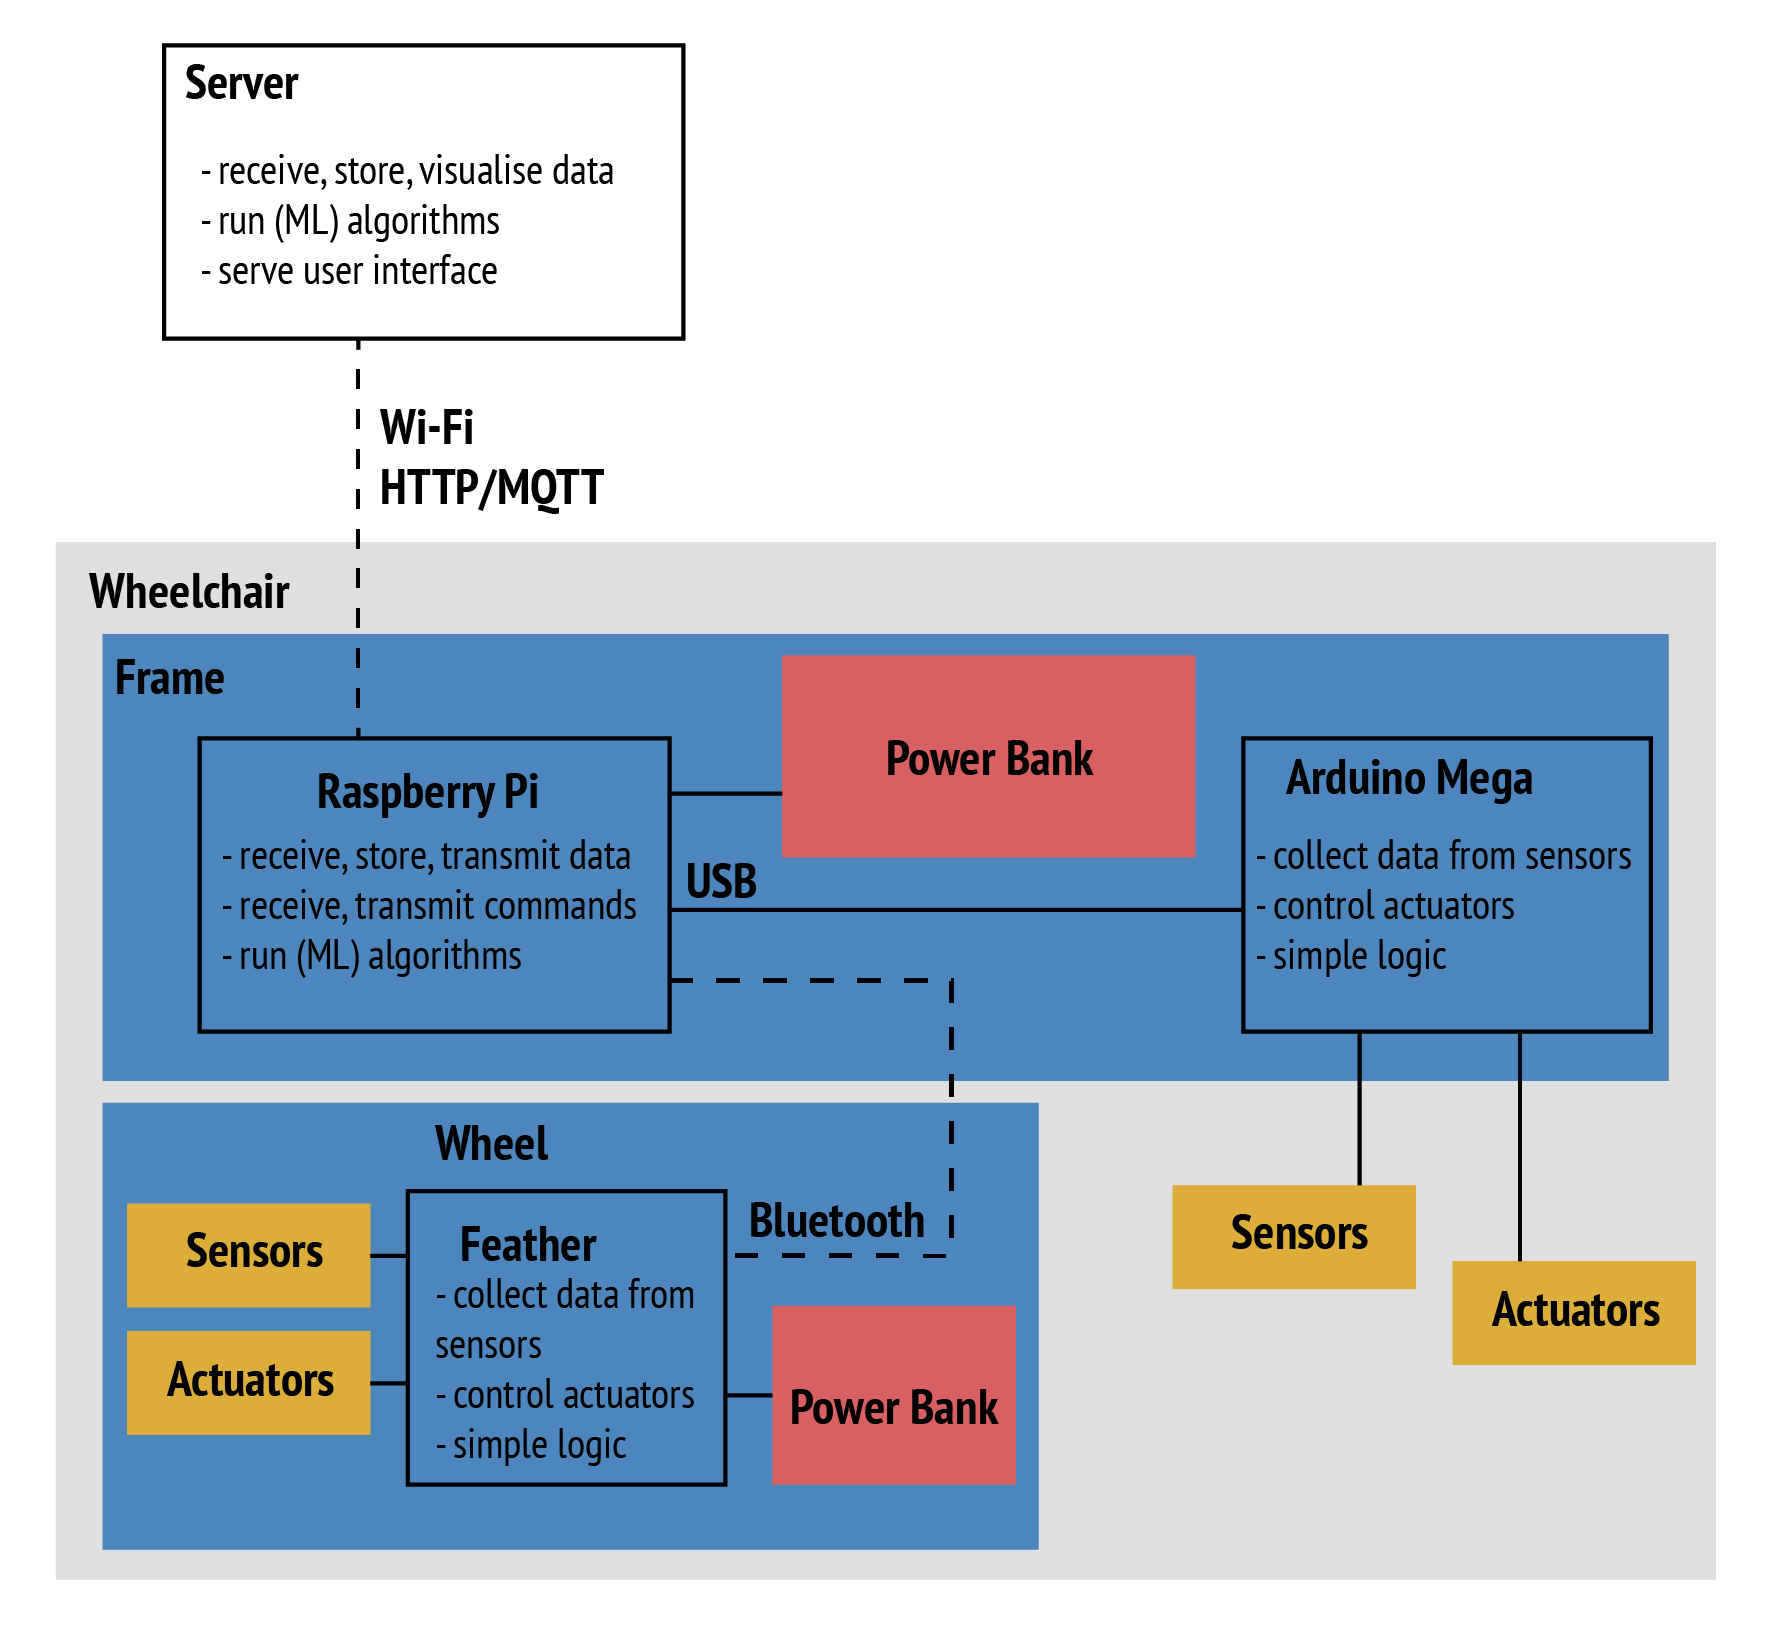 Server
- receive, store, visualise data
- run (ML) algorithms
- serve user interface
Wi-Fi
HTTP/MQTT
Wheelchair
Frame
Raspberry Pi
- receive, store, transmit data
- receive, transmit commands
- run (ML) algorithms
Power Bank
USB
Arduino Mega
- collect data from sensors
- control actuators
- simple logic
Wheel
Sensors
Actuators
Feather
- collect data from
sensors
- control actuators
- simple logic
Bluetooth
Power Bank
Sensors
Actuators